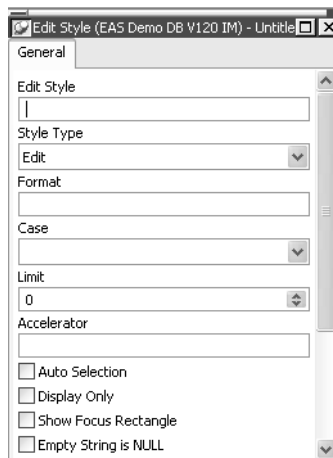 Edit Style (EAS Demo DB V120 IM) - Untitle
General
Edit Style
Style Type
Edit
Format
Case
Limit
0
Accelerator
Auto Selection
Display Only
Show Focus Rectangle
Empty String is NULL